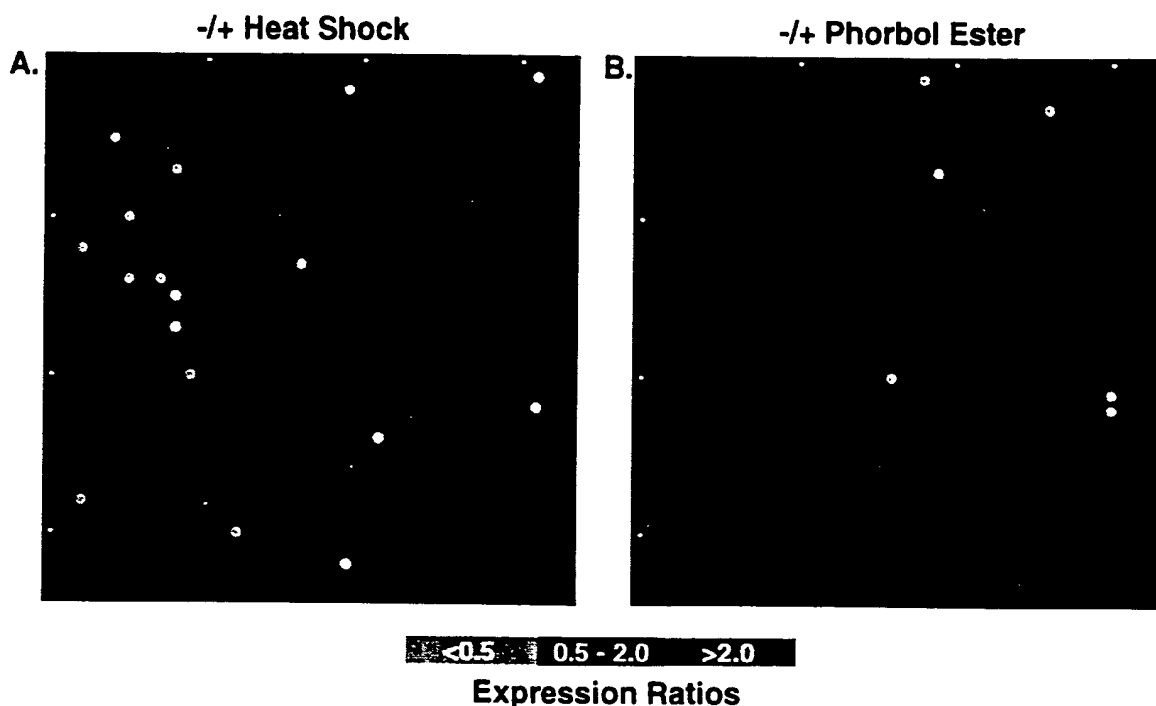 -/+ Heat Shock
-/+ Phorbol Ester
A.
B.
<0.5 0.5 - 2.0 >2.0
Expression Ratios